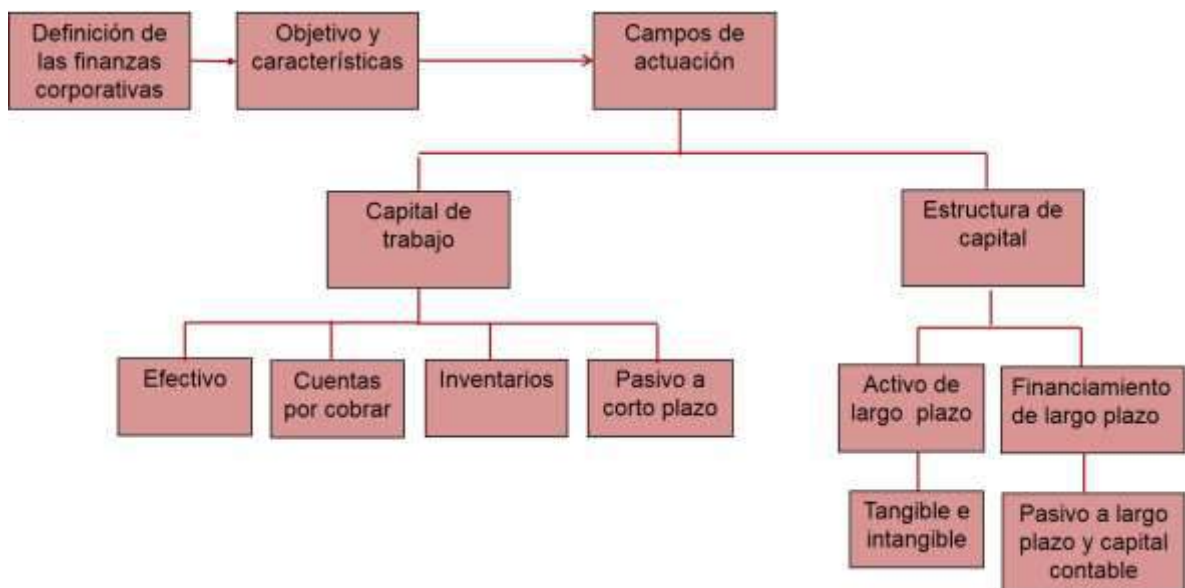 Definición de
las finanzas
corporativas
Objetivo y
características
Campos de
actuación
Capital de
trabajo
Estructura de
capital
Efectivo
Cuentas
por cobrar
Inventarios
Pasivo a
corto plazo
Activo de
largo plazo
Financiamiento
de largo plazo
Tangible e
intangible
Pasivo a largo
plazo y capital
contable